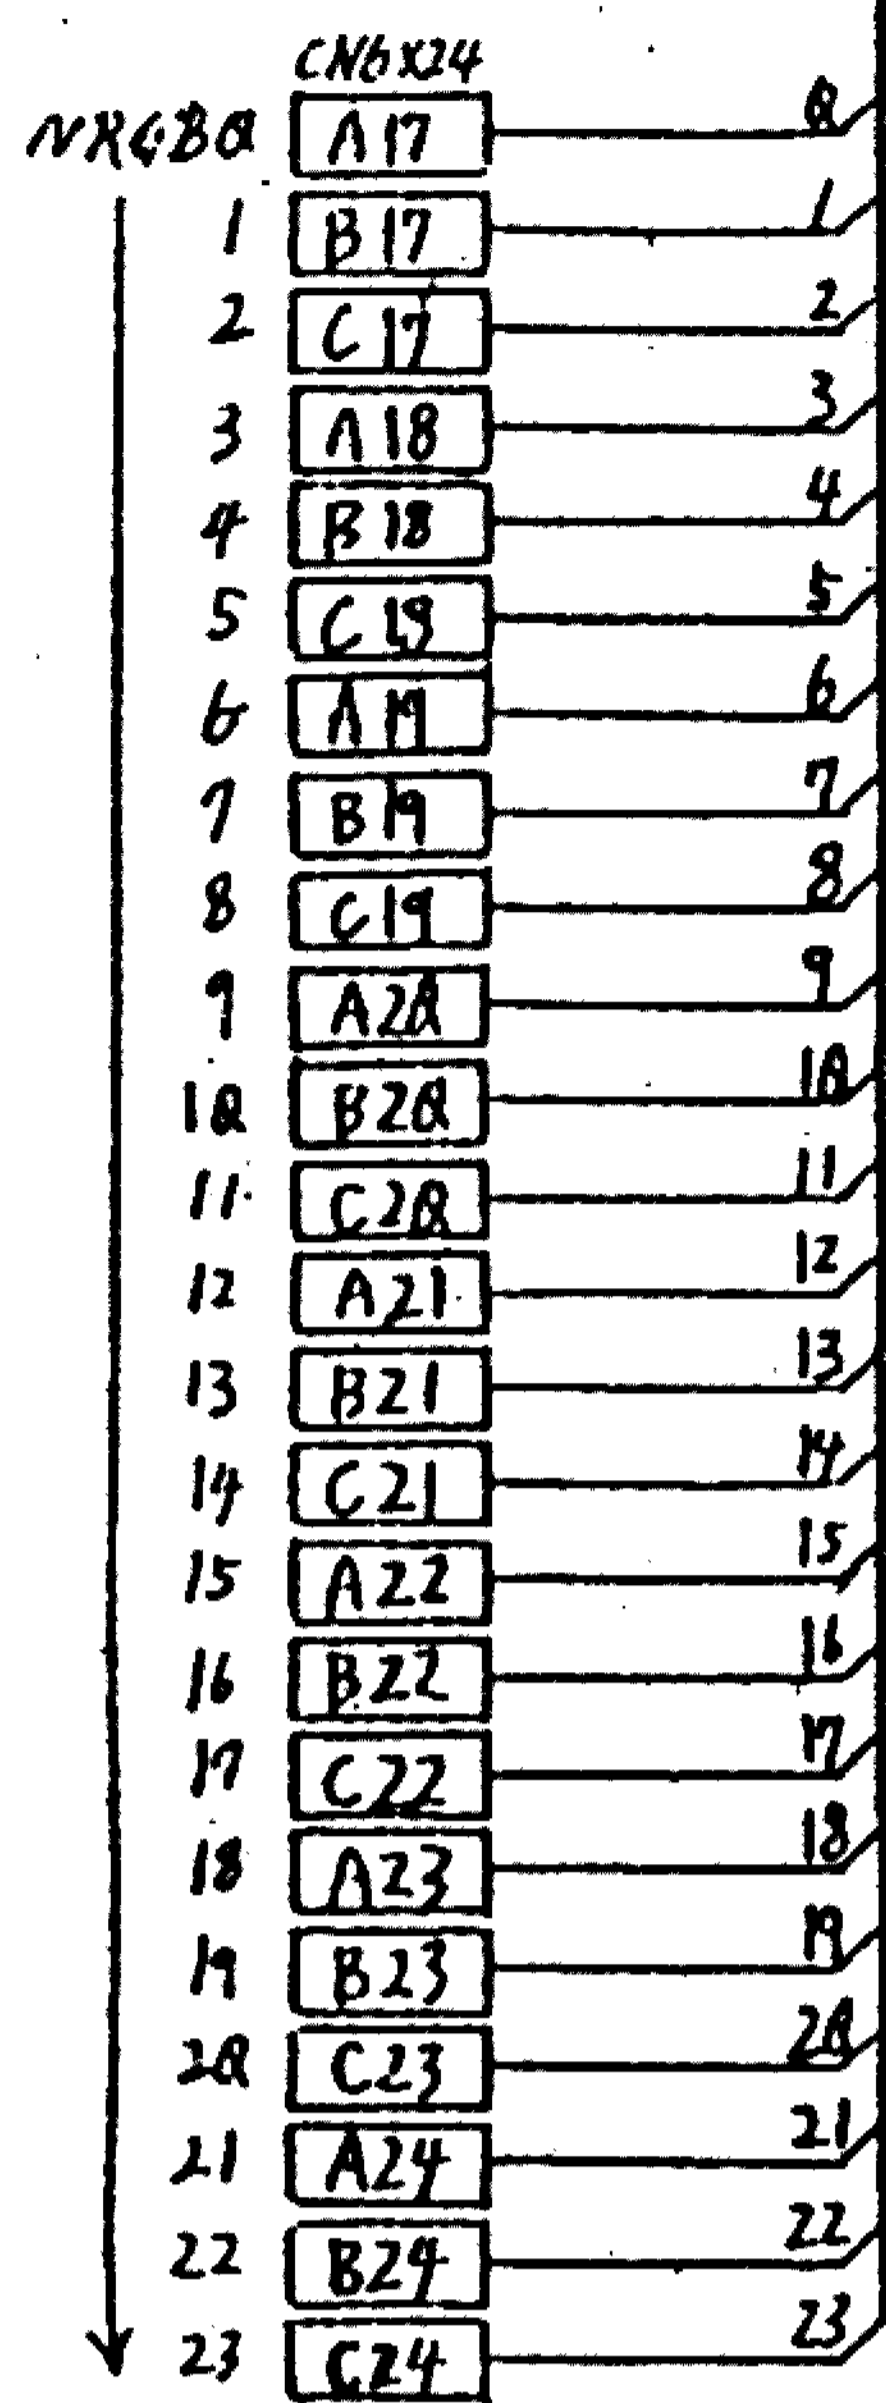 CN6X24
NRGB0 A17 0
1 B17 1
2 C17 2
3 A18 3
4 B18 4
5 C18 5
6 A19 6
7 B19 7
8 C19 8
9 A20 9
10 B20 10
11 C20 11
12 A21 12
13 B21 13
14 C21 14
15 A22 15
16 B22 16
17 C22 17
18 A23 18
19 B23 19
20 C23 20
21 A24 21
22 B24 22
23 C24 23